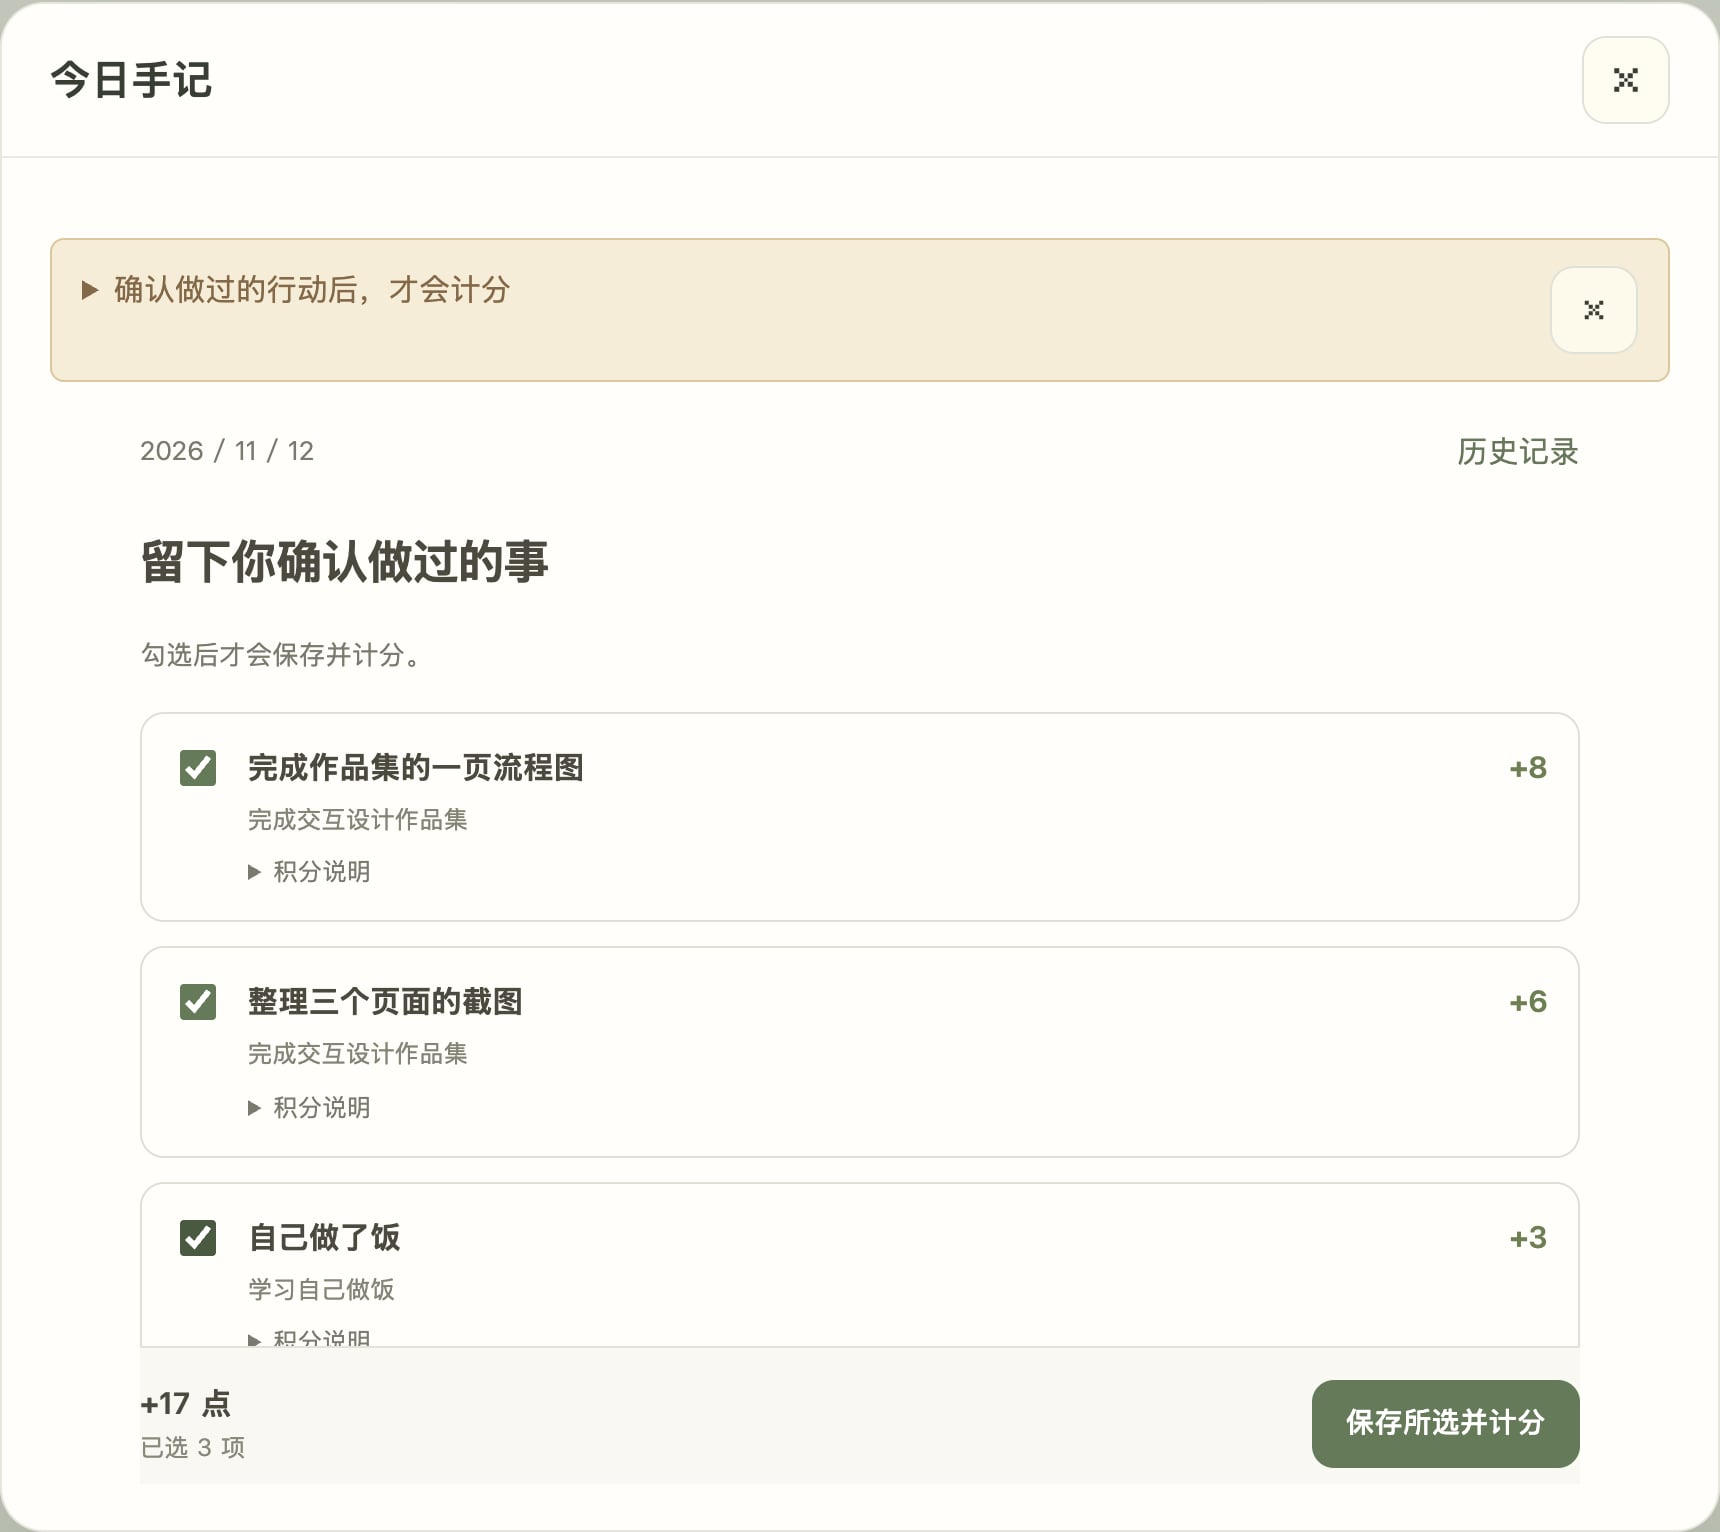 今日手记
确认做过的行动后，才会计分
2026 / 11 / 12
历史记录
留下你确认做过的事
勾选后才会保存并计分。
完成作品集的一页流程图
+8
完成交互设计作品集
积分说明
整理三个页面的截图
+6
完成交互设计作品集
积分说明
自己做了饭
+3
学习自己做饭
积分说明
+17 点
已选 3 项
保存所选并计分